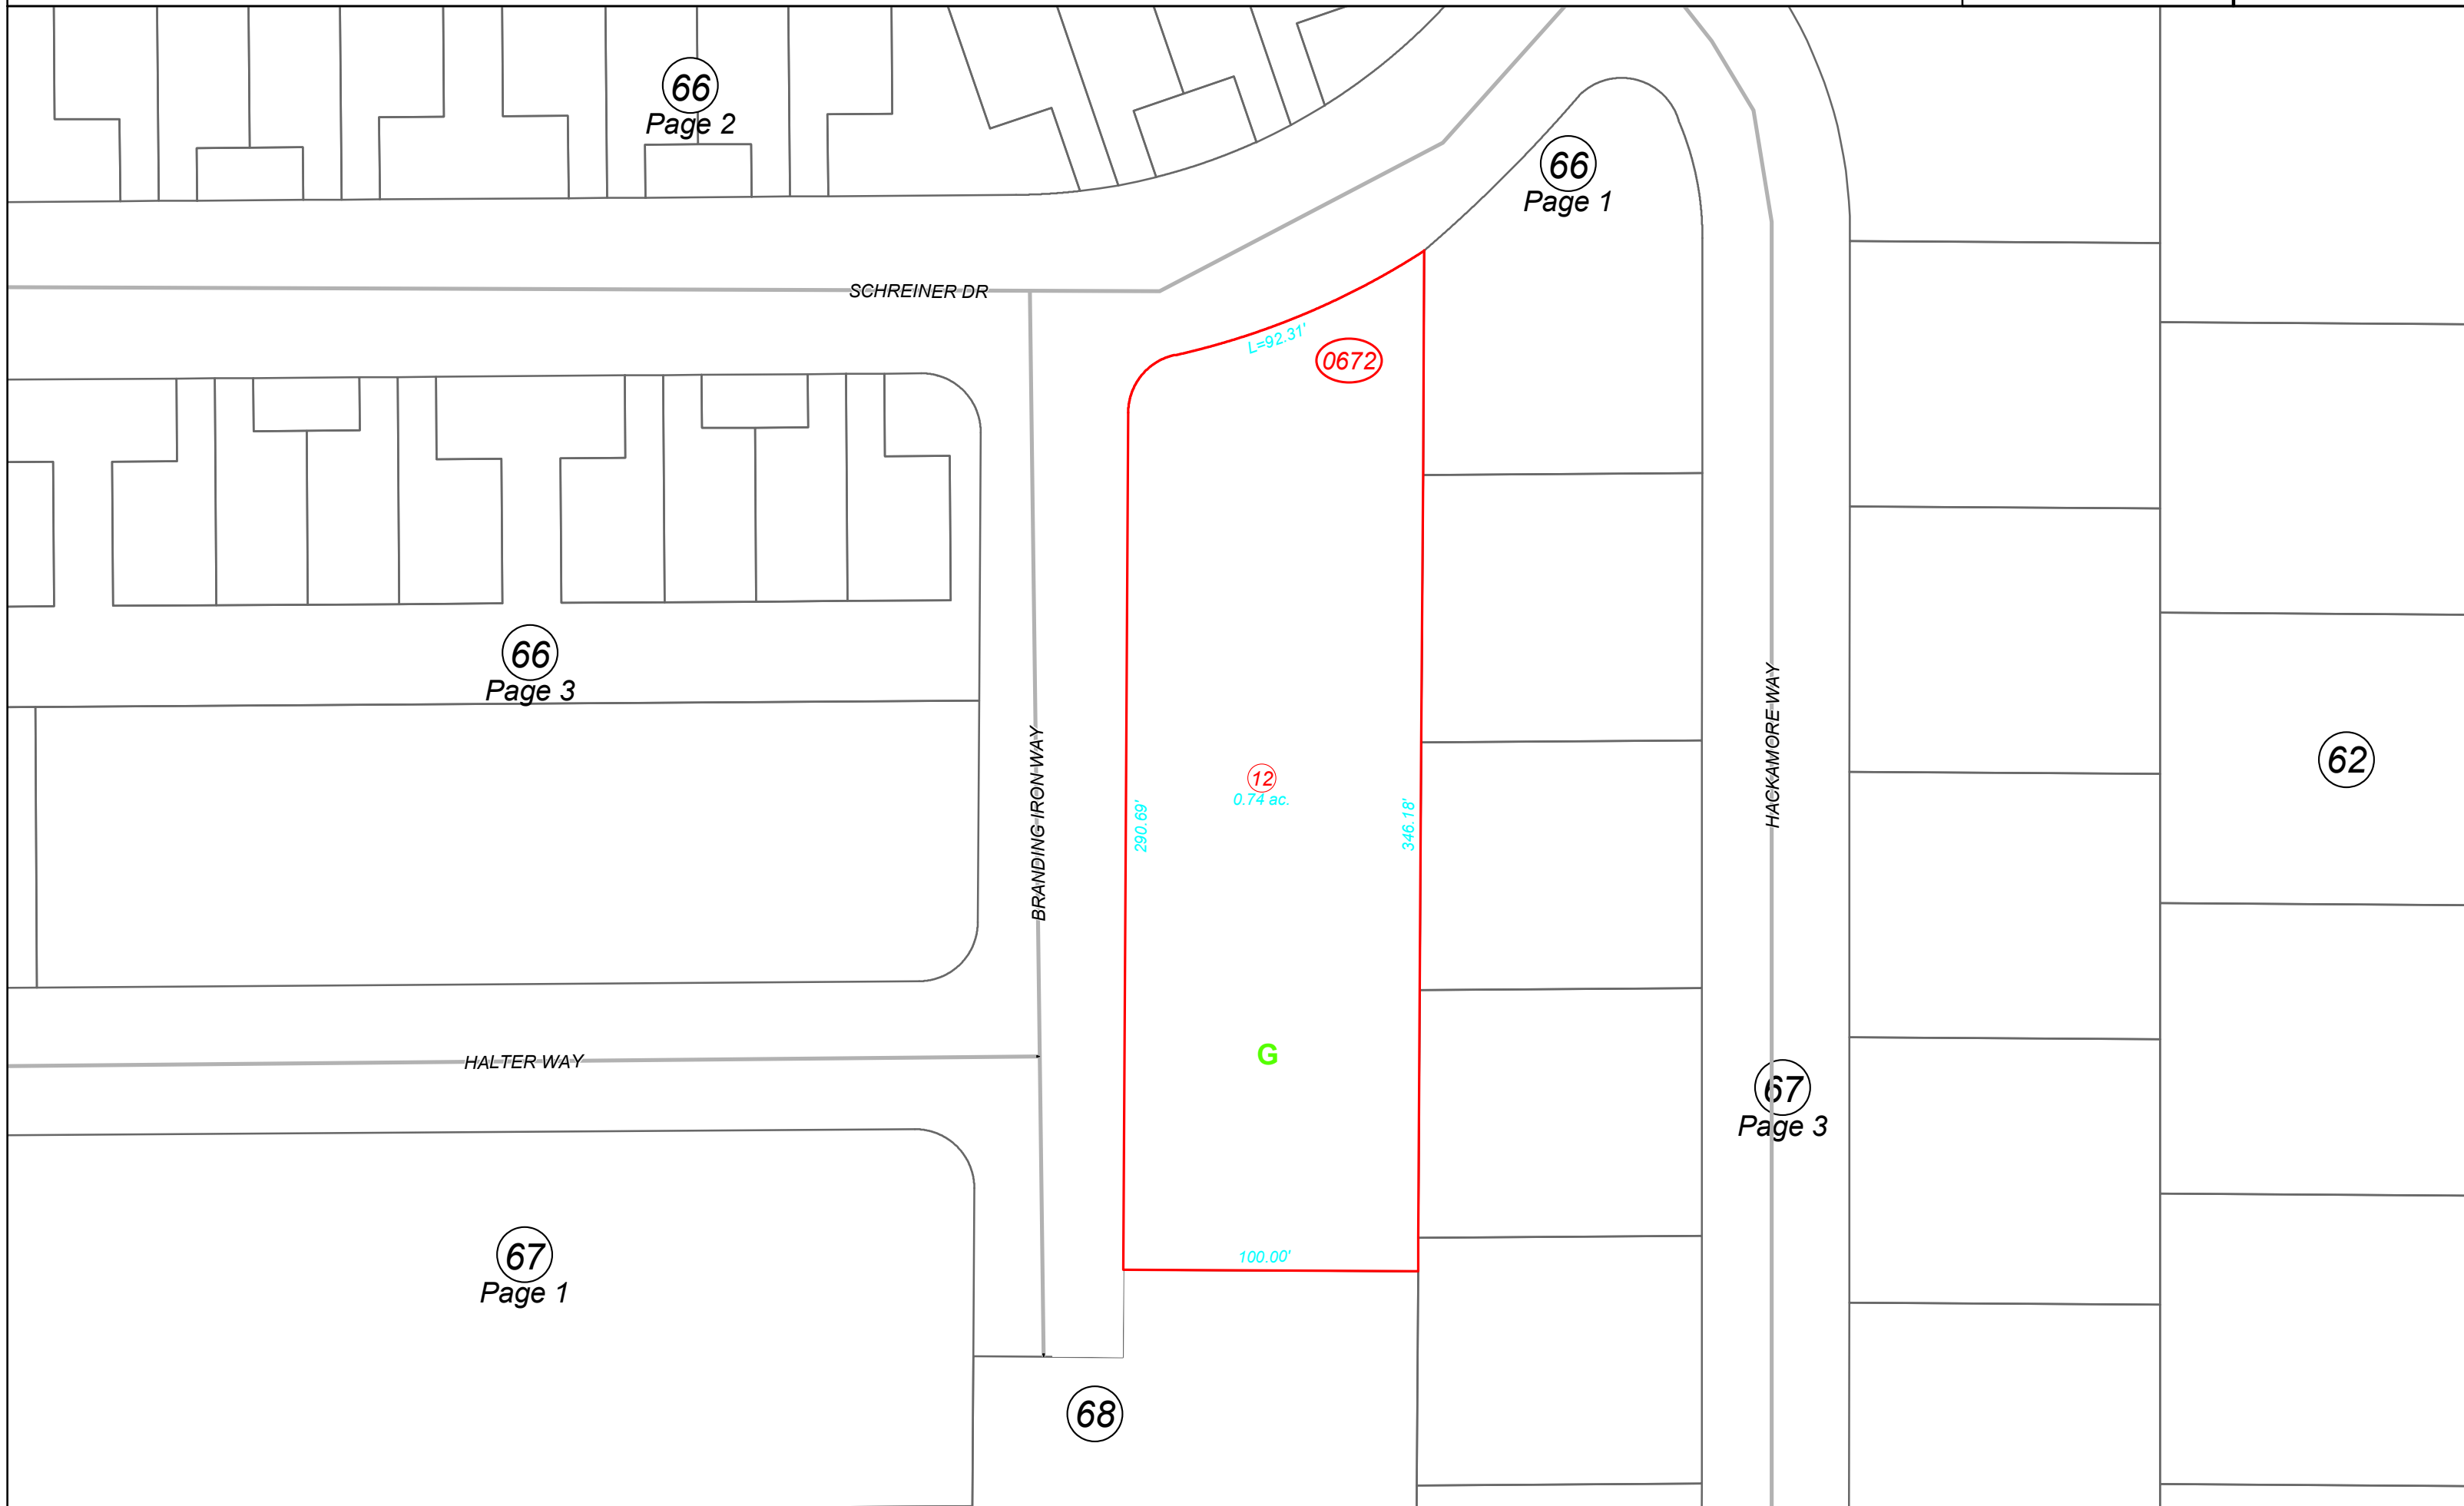 66
Page 2
66
Page 1
SCHREINER DR
L=92.31'
0672
66
Page 3
BRANDING IRON WAY
HACKAMORE WAY
62
12
0.74 ac.
290.69'
346.18'
HALTER WAY
G
67
Page 3
67
Page 1
100.00'
68